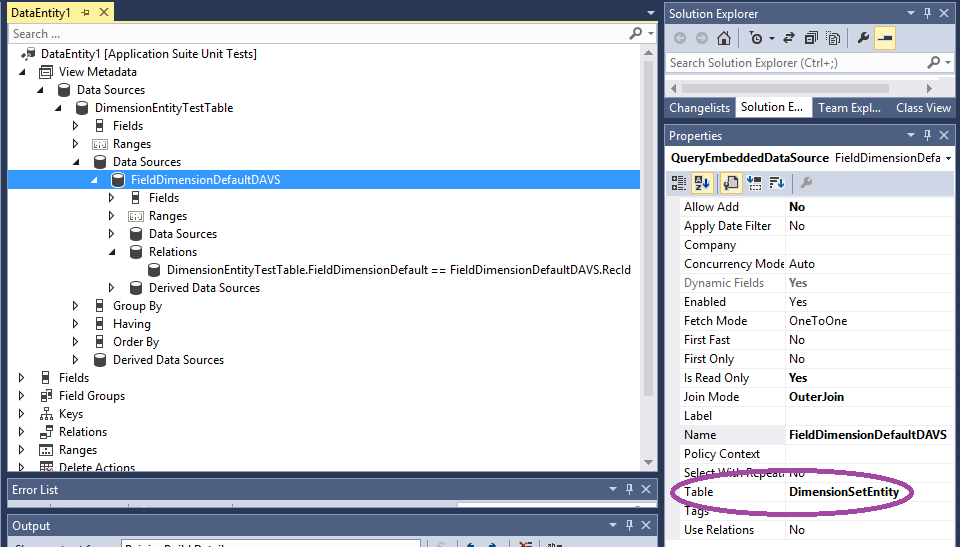 DataEntity1
Search ...
DataEntity1 [Application Suite Unit Tests]
View Metadata
Data Sources
DimensionEntityTestTable
Fields
Ranges
Data Sources
FieldDimensionDefaultDAVS
Fields
Ranges
Data Sources
Relations
DimensionEntityTestTable.FieldDimensionDefault == FieldDimensionDefaultDAVS.RecId
Derived Data Sources
Group By
Having
Order By
Derived Data Sources
Fields
Field Groups
Keys
Relations
Ranges
Delete Actions
Error List
Output
Solution Explorer
Search Solution Explorer (Ctrl+;)
Changelists Solution E... Team Expl... Class View
Properties
QueryEmbeddedDataSource FieldDimensionDefa
Allow Add No
Apply Date Filter No
Company
Concurrency Mode Auto
Dynamic Fields Yes
Enabled Yes
Fetch Mode OneToOne
First Fast No
First Only No
Is Read Only Yes
Join Mode OuterJoin
Label
Name FieldDimensionDefaultDAVS
Policy Context
Select With Repeat No
Table DimensionSetEntity
Tags
Use Relations No